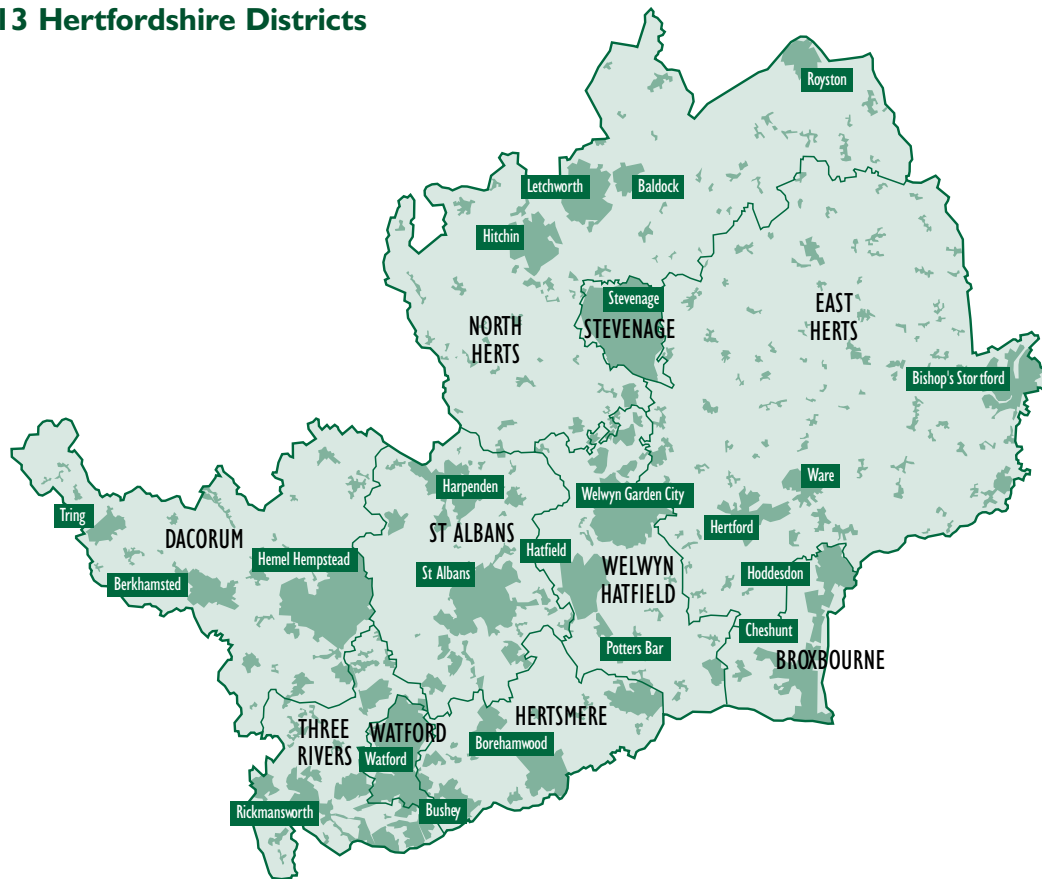 13 Hertfordshire Districts
Royston
Letchworth
Baldock
Hitchin
Stevenage
EAST
HERTS
NORTH
HERTS
STEVENAGE
Bishop's Stortford
Harpenden
Ware
Welwyn Garden City
Tring
Hertford
DACORUM
ST ALBANS
Hatfield
Hemel Hempstead
WELWYN
HATFIELD
St Albans
Hoddesdon
Berkhamsted
Cheshunt
Potters Bar
BROXBOURNE
HERTSMERE
THREE
RIVERS
WATFORD
Borehamwood
Watford
Rickmansworth
Bushey